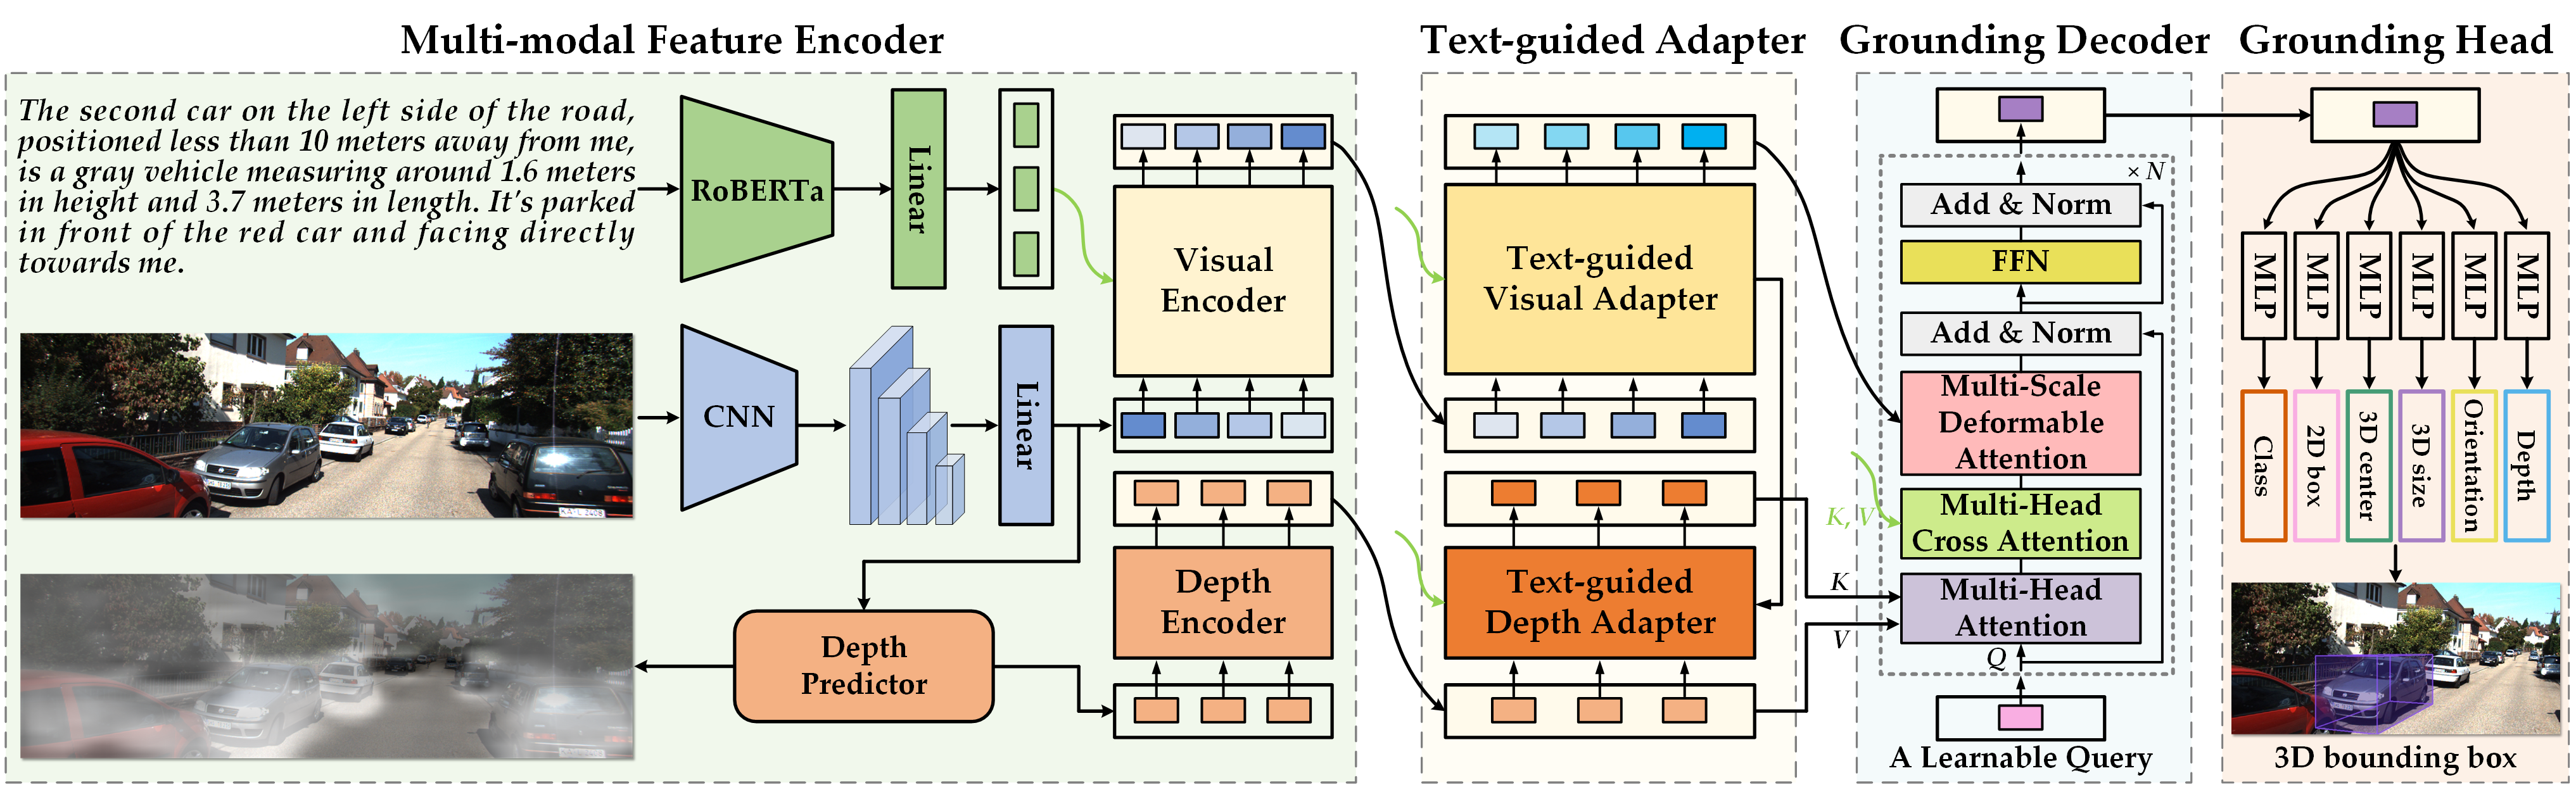 Multi-modal Feature Encoder
The second car on the left side of the road,
positioned less than 10 meters away from me,
is a gray vehicle measuring around 1.6 meters
in height and 3.7 meters in length. It's parked
in front of the red car and facing directly
towards me.
RoBERTa
Linear
CNN
Linear
Visual
Encoder
Depth
Predictor
Depth
Encoder
Text-guided Adapter
Text-guided
Visual Adapter
Text-guided
Depth Adapter
Grounding Decoder
× N
Add & Norm
FFN
Add & Norm
Multi-Scale
Deformable
Attention
K, V
Multi-Head
Cross Attention
K
Multi-Head
Attention
V
Q
A Learnable Query
Grounding Head
MLP
MLP
MLP
MLP
MLP
MLP
Class
2D box
3D center
3D size
Orientation
Depth
3D bounding box